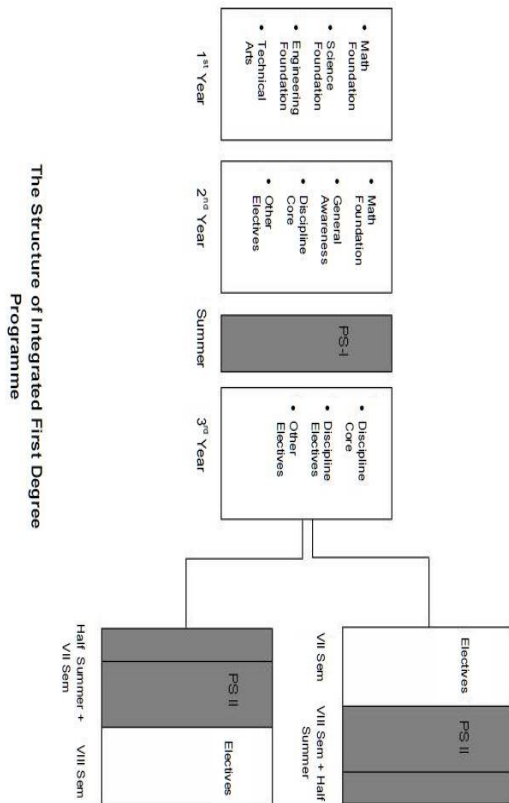 • Math
Foundation
• Science
Foundation
• Engineering
Foundation
• Technical
Arts
1st Year
• Math
Foundation
• General
Awareness
• Discipline
Core
• Other
Electives
2nd Year
PS-I
Summer
• Discipline
Core
• Discipline
Electives
• Other
Electives
3rd Year
Electives
PS II
VII Sem
VIII Sem + Half
Summer
PS II
Electives
Half Summer +
VII Sem
VIII Sem
The Structure of Integrated First Degree
Programme